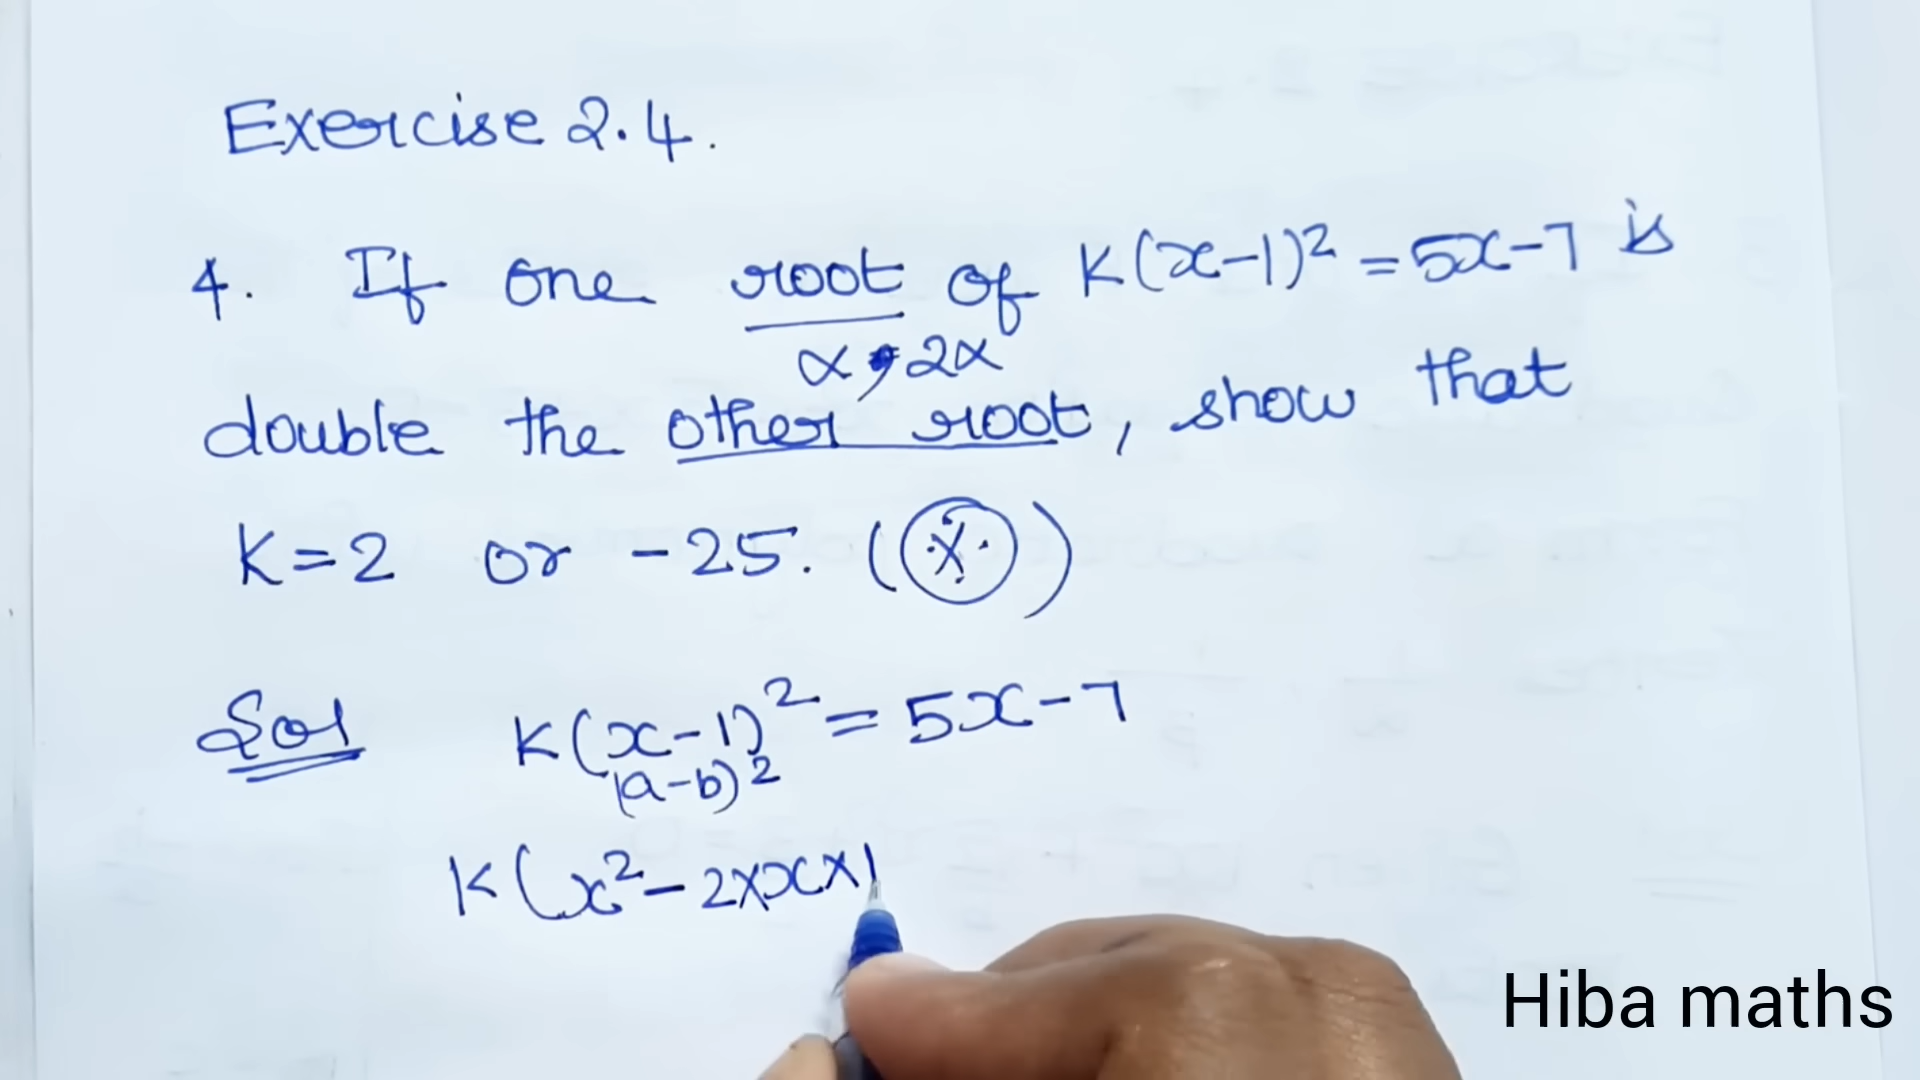 Exercise 2.4.
4. If one root of K(x-1)² = 5x-7 is
α, 2α
double the other root, show that
K=2 or -25. (X)
Sol K(x-1)² = 5x-7
(a-b)²
K(x² - 2×x×1
Hiba maths